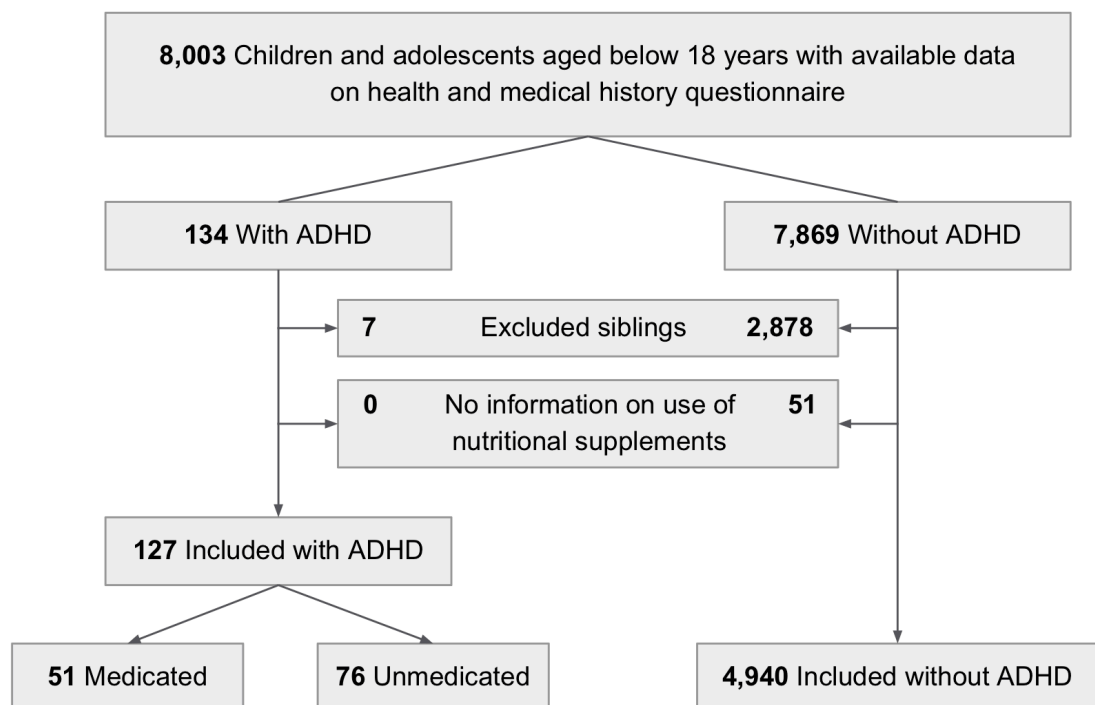 8,003 Children and adolescents aged below 18 years with available data
on health and medical history questionnaire
134 With ADHD
7,869 Without ADHD
7 Excluded siblings 2,878
0 No information on use of 51
nutritional supplements
127 Included with ADHD
51 Medicated
76 Unmedicated
4,940 Included without ADHD